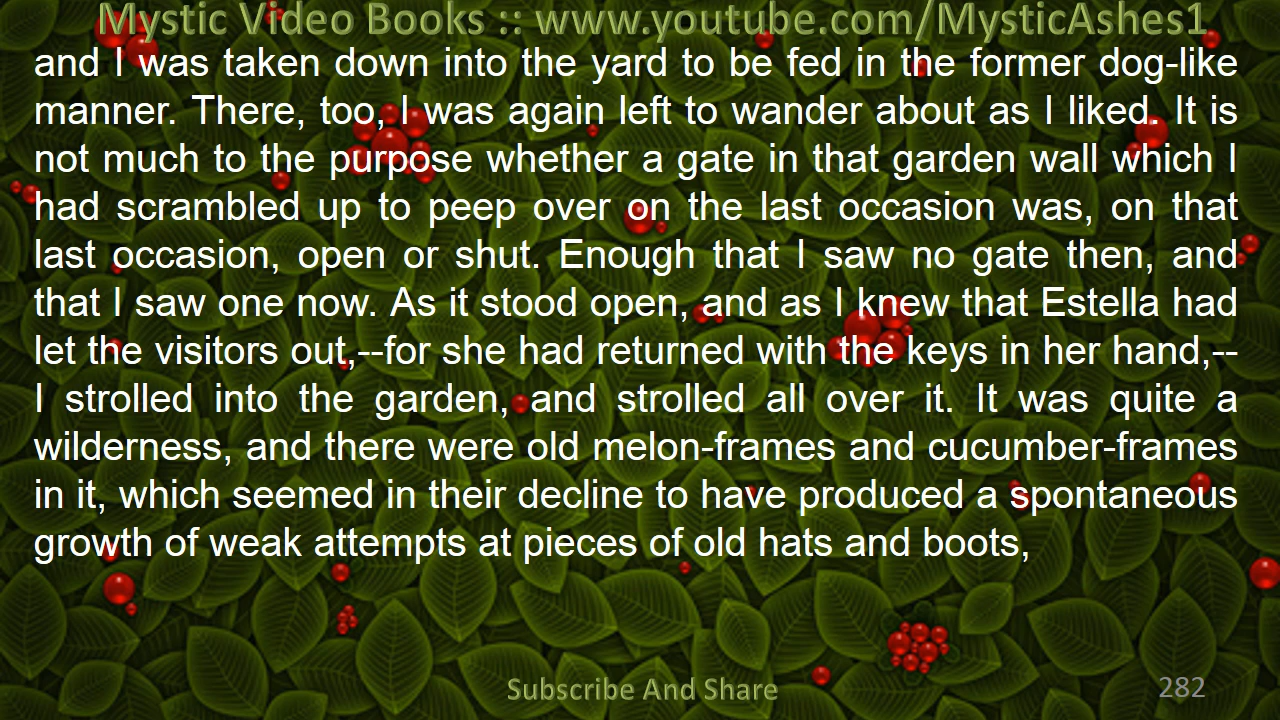 Mystic Video Books :: www.youtube.com/MysticAshes1
and I was taken down into the yard to be fed in the former dog-like
manner. There, too, I was again left to wander about as I liked. It is
not much to the purpose whether a gate in that garden wall which I
had scrambled up to peep over on the last occasion was, on that
last occasion, open or shut. Enough that I saw no gate then, and
that I saw one now. As it stood open, and as I knew that Estella had
let the visitors out,--for she had returned with the keys in her hand,--
I strolled into the garden, and strolled all over it. It was quite a
wilderness, and there were old melon-frames and cucumber-frames
in it, which seemed in their decline to have produced a spontaneous
growth of weak attempts at pieces of old hats and boots,
Subscribe And Share
282